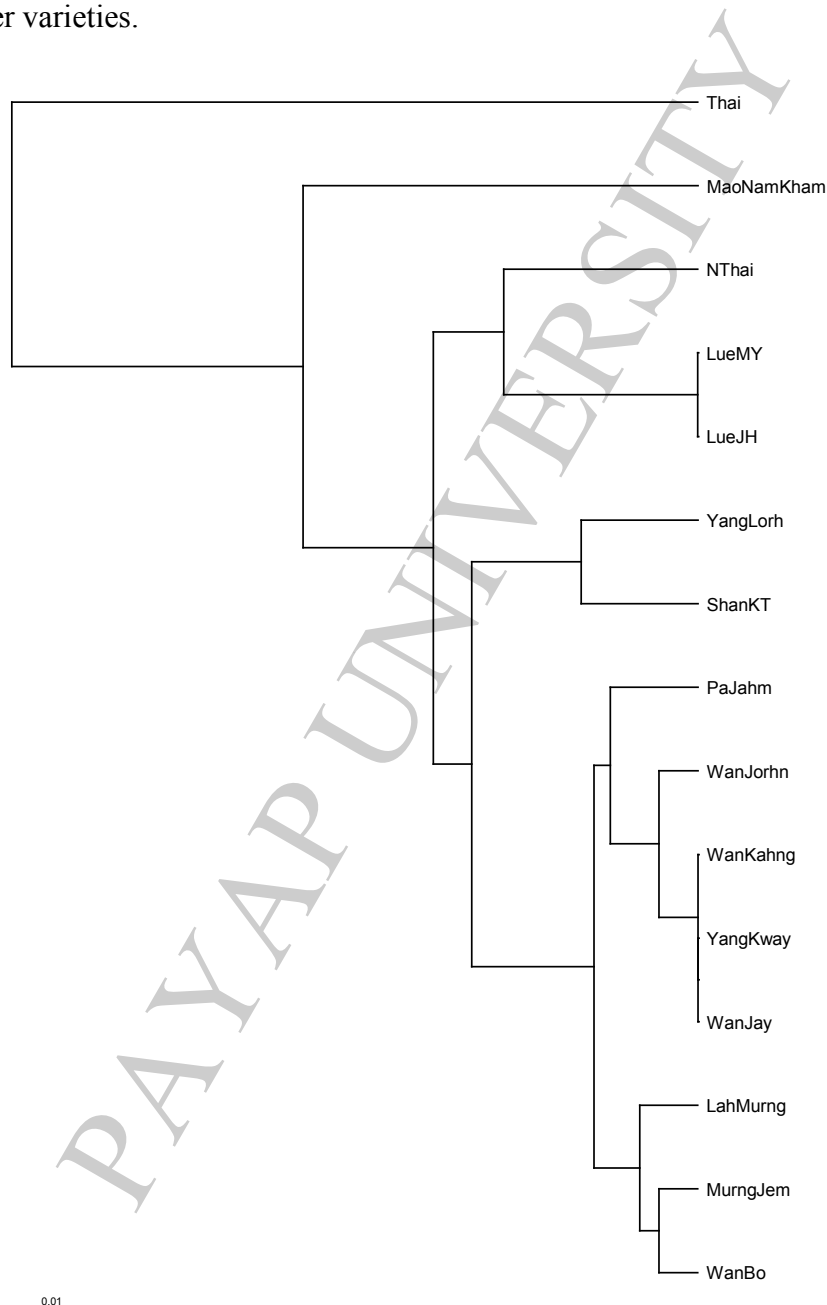 er varieties.
Thai
MaoNamKham
NThai
LueMY
LueJH
YangLorh
ShanKT
PaJahm
WanJorhn
WanKahng
YangKway
WanJay
LahMurng
MurngJem
WanBo
0.01
PAYAP UNIVERSITY